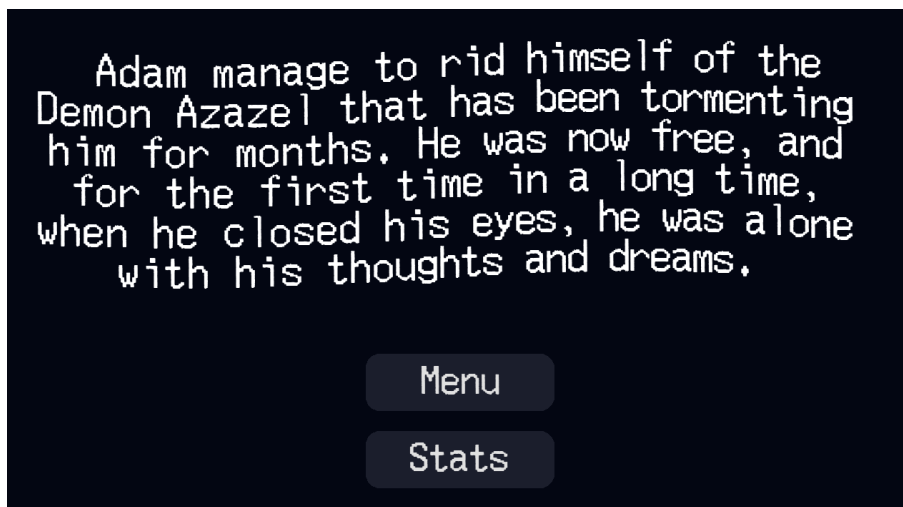 Adam manage to rid himself of the
Demon Azazel that has been tormenting
him for months. He was now free, and
for the first time in a long time,
when he closed his eyes, he was alone
with his thoughts and dreams.
Menu
Stats